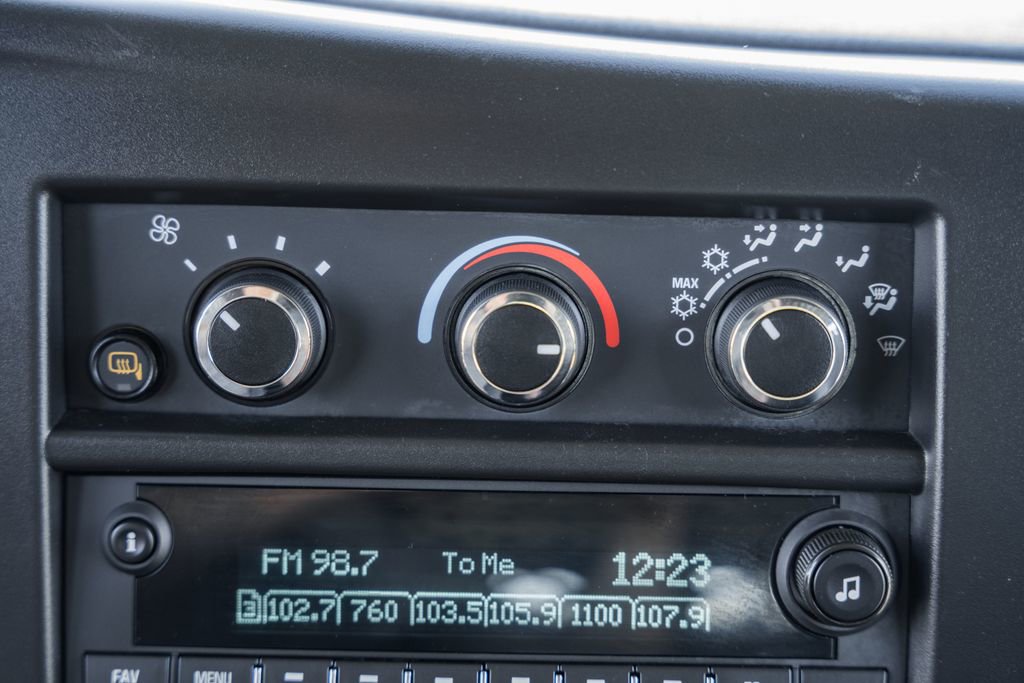 MAX
i
FM 98.7 To Me 12:23
3 102.7 760 103.5 105.9 1100 107.9
FAV MENU